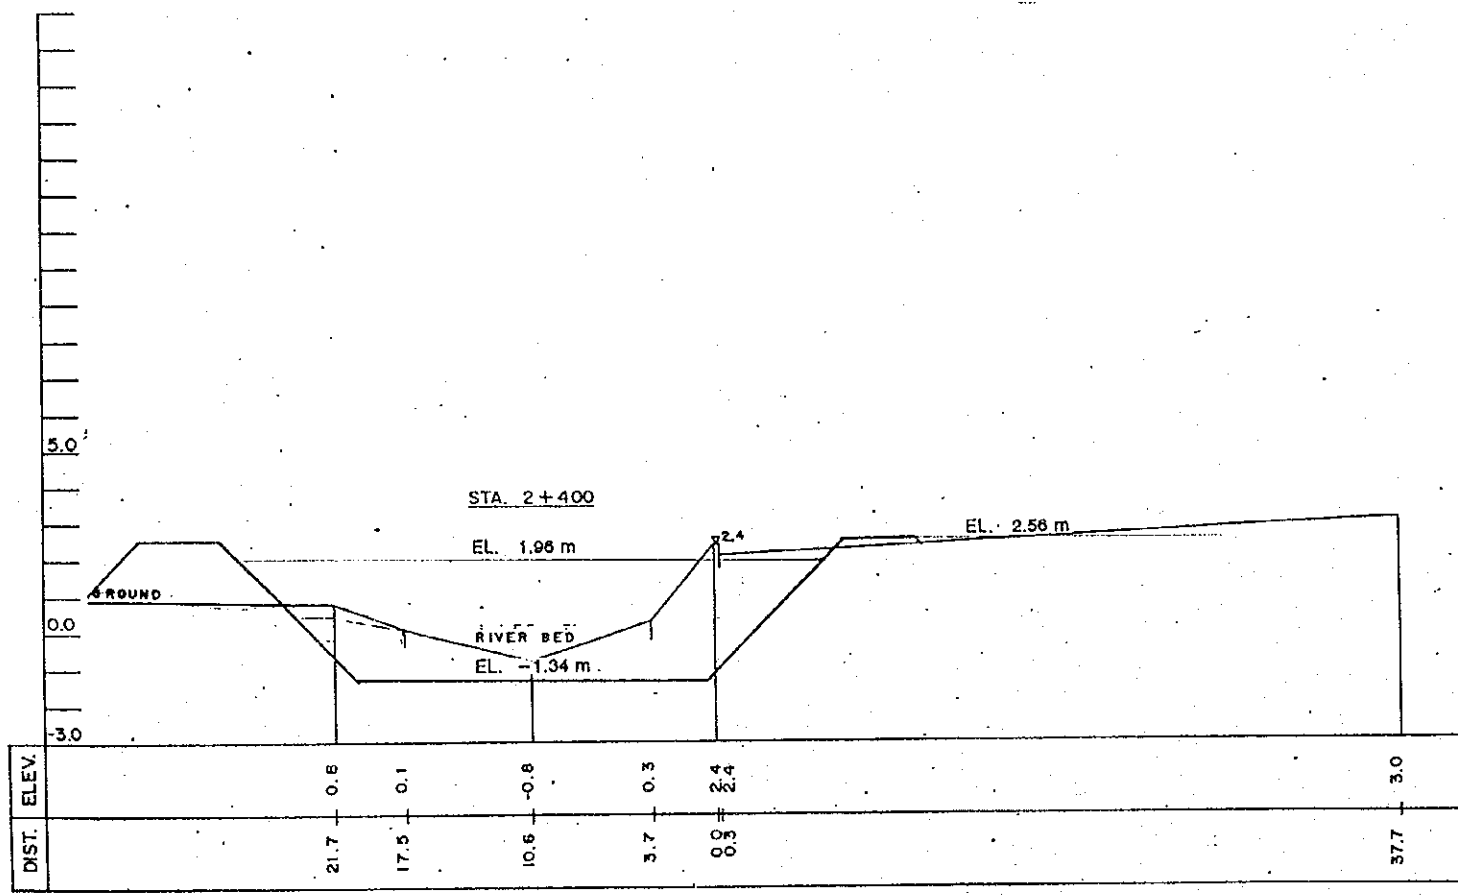 5.0
STA. 2+400
EL. 2.56 m
2.4
EL. 1.96 m
GROUND
0.0
RIVER BED
EL. -1.34 m
-3.0
ELEV. 0.8 0.1 -0.8 0.3 2.4 2.4 3.0
DIST. 21.7 17.5 10.6 3.7 0.0 0.3 37.7